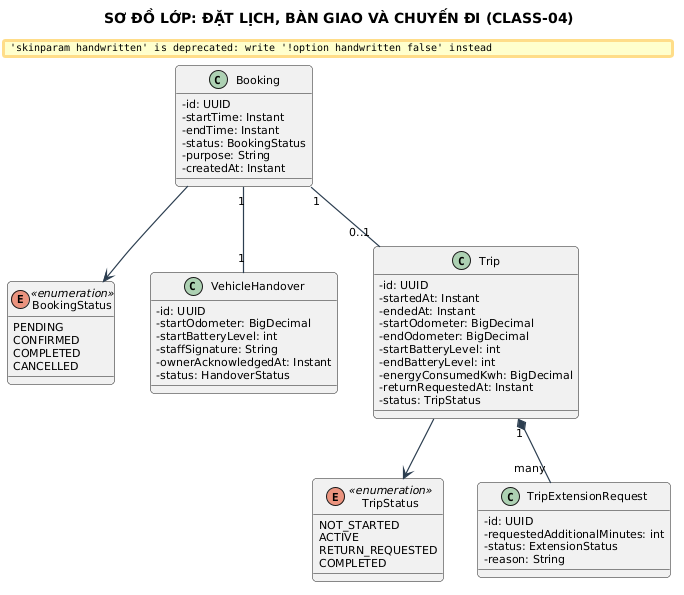 SƠ ĐỒ LỚP: ĐẶT LỊCH, BÀN GIAO VÀ CHUYẾN ĐI (CLASS-04)
'skinparam handwritten' is deprecated: write '!option handwritten false' instead
C Booking
-id: UUID
-startTime: Instant
-endTime: Instant
-status: BookingStatus
-purpose: String
-createdAt: Instant
1
1
0..1
1
E «enumeration»
BookingStatus
PENDING
CONFIRMED
COMPLETED
CANCELLED
C VehicleHandover
-id: UUID
-startOdometer: BigDecimal
-startBatteryLevel: int
-staffSignature: String
-ownerAcknowledgedAt: Instant
-status: HandoverStatus
C Trip
-id: UUID
-startedAt: Instant
-endedAt: Instant
-startOdometer: BigDecimal
-endOdometer: BigDecimal
-startBatteryLevel: int
-endBatteryLevel: int
-energyConsumedKwh: BigDecimal
-returnRequestedAt: Instant
-status: TripStatus
1
many
E «enumeration»
TripStatus
NOT_STARTED
ACTIVE
RETURN_REQUESTED
COMPLETED
C TripExtensionRequest
-id: UUID
-requestedAdditionalMinutes: int
-status: ExtensionStatus
-reason: String